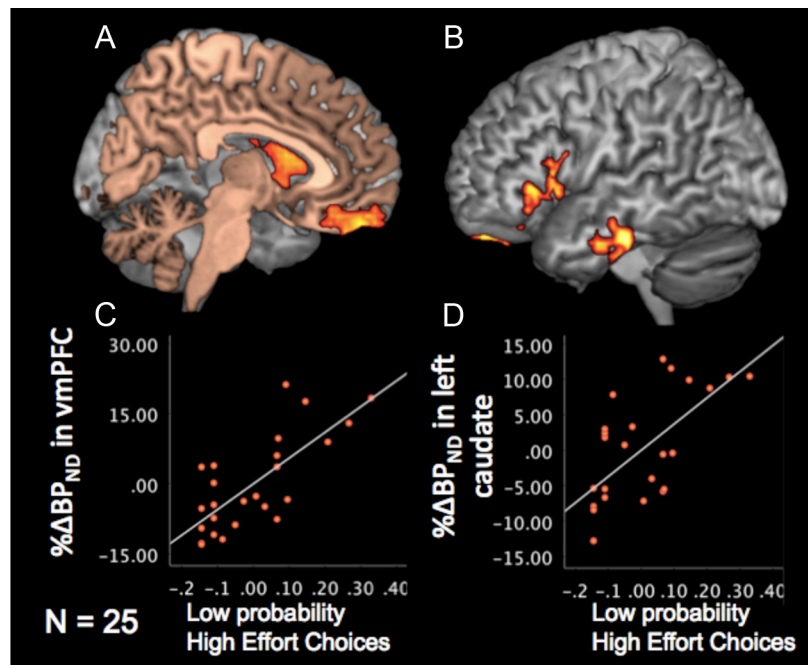 A
B
C
D
%ΔBPND in vmPFC
30.00
15.00
.00
−15.00
-.2 -.1 .00 .10 .20 .30 .40
Low probability
High Effort Choices
%ΔBPND in left
caudate
15.00
10.00
5.00
.00
−5.00
−10.00
−15.00
-.2 -.1 .00 .10 .20 .30 .40
Low probability
High Effort Choices
N = 25